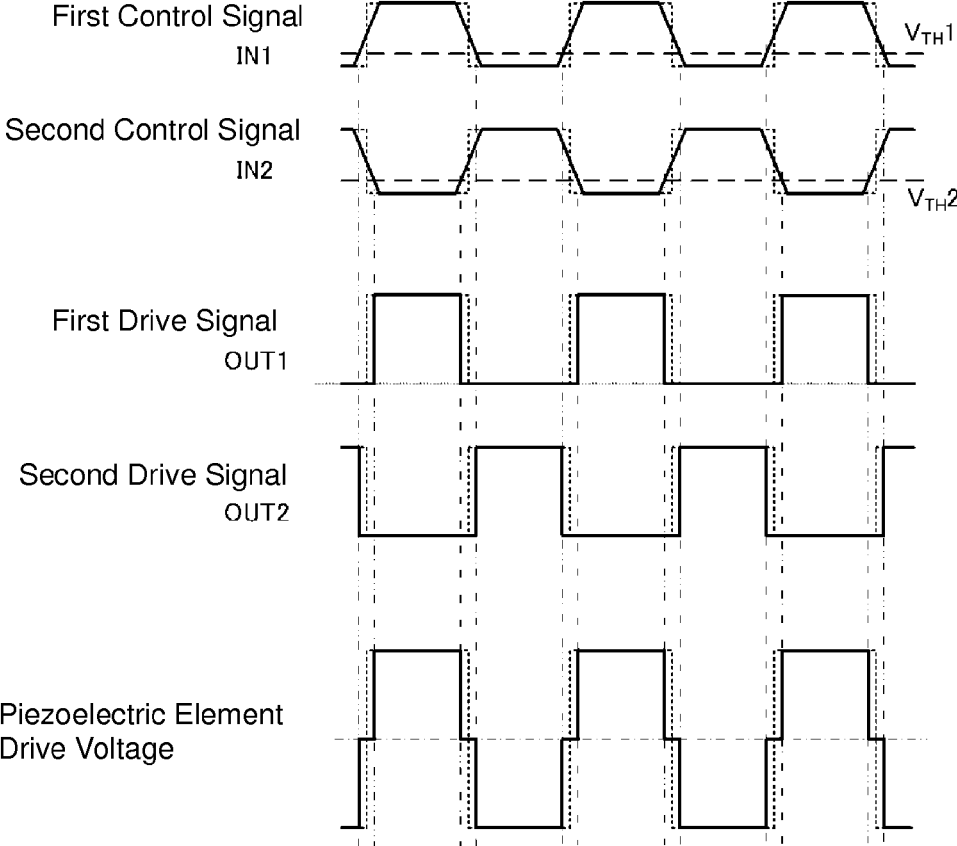 First Control Signal
IN1
V_TH1
Second Control Signal
IN2
V_TH2
First Drive Signal
OUT1
Second Drive Signal
OUT2
Piezoelectric Element
Drive Voltage